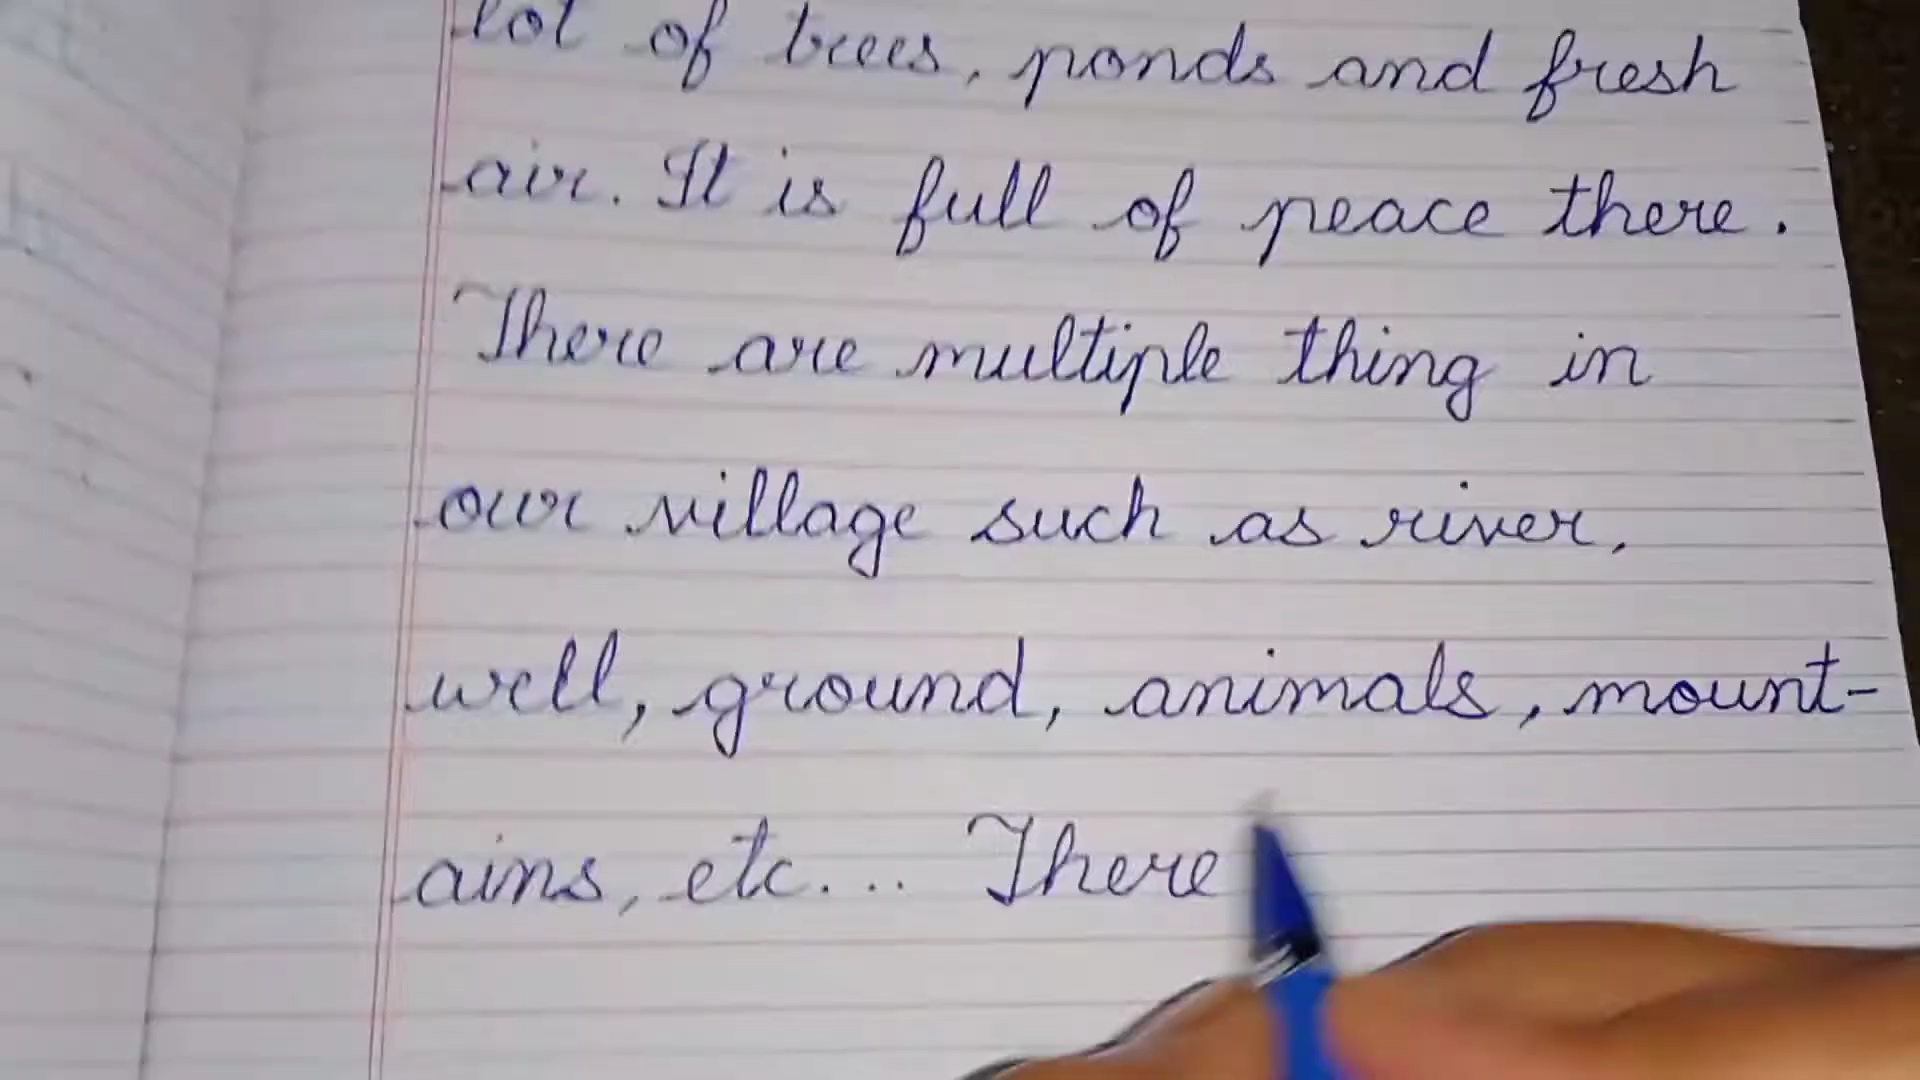 lot of trees, ponds and fresh
air. It is full of peace there.
There are multiple thing in
our village such as river,
well, ground, animals, mount-
ains, etc... There